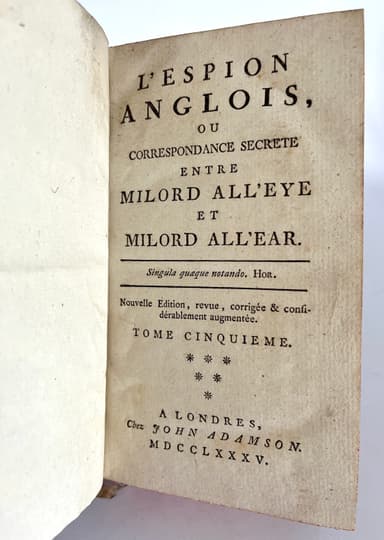 L'ESPION
ANGLOIS,
OU
CORRESPONDANCE SECRETE
ENTRE
MILORD ALL'EYE
ET
MILORD ALL'EAR.
Singula quæque notando. HOR.
Nouvelle Edition, revue, corrigée & consi-
dérablement augmentée.
TOME CINQUIEME.
A LONDRES,
Chez JOHN ADAMSON.
MDCCLXXXV.